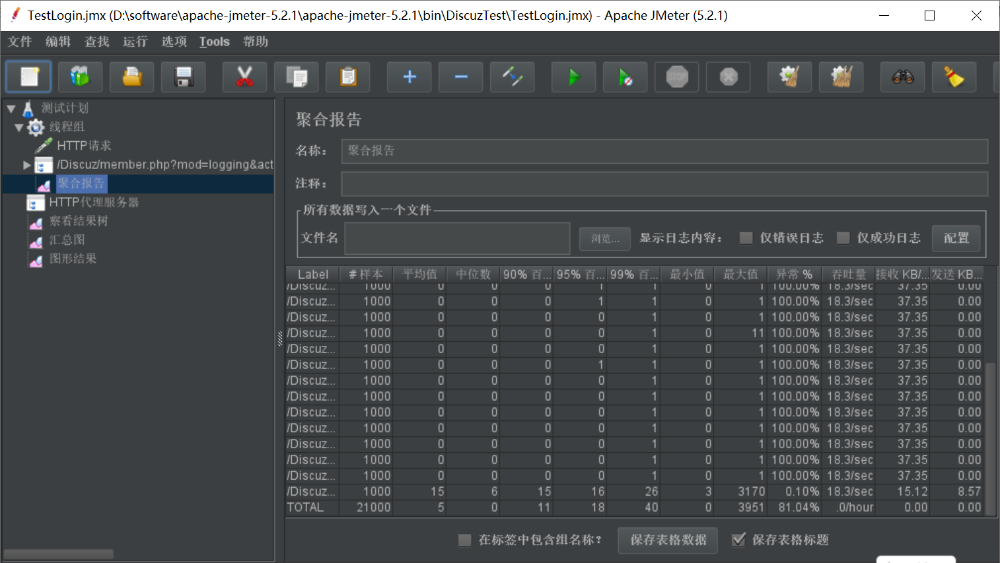 TestLogin.jmx (D:\software\apache-jmeter-5.2.1\apache-jmeter-5.2.1\bin\DiscuzTest\TestLogin.jmx) - Apache JMeter (5.2.1)
文件 编辑 查找 运行 选项 Tools 帮助
STOP
测试计划
线程组
HTTP请求
/Discuz/member.php?mod=logging&act
聚合报告
HTTP代理服务器
察看结果树
汇总图
图形结果
聚合报告
名称： 聚合报告
注释：
所有数据写入一个文件
文件名 浏览... 显示日志内容： 仅错误日志 仅成功日志 配置
Label # 样本 平均值 中位数 90% 百... 95% 百... 99% 百... 最小值 最大值 异常 % 吞吐量 接收 KB/... 发送 KB...
/Discuz... 1000 0 0 0 1 1 0 1 100.00% 18.3/sec 37.35 0.00
/Discuz... 1000 0 0 0 1 1 0 1 100.00% 18.3/sec 37.35 0.00
/Discuz... 1000 0 0 0 0 1 0 1 100.00% 18.3/sec 37.35 0.00
/Discuz... 1000 0 0 0 0 1 0 11 100.00% 18.3/sec 37.35 0.00
/Discuz... 1000 0 0 0 0 1 0 1 100.00% 18.3/sec 37.35 0.00
/Discuz... 1000 0 0 0 1 1 0 1 100.00% 18.3/sec 37.35 0.00
/Discuz... 1000 0 0 0 0 1 0 1 100.00% 18.3/sec 37.35 0.00
/Discuz... 1000 0 0 0 0 1 0 1 100.00% 18.3/sec 37.35 0.00
/Discuz... 1000 0 0 0 0 1 0 1 100.00% 18.3/sec 37.35 0.00
/Discuz... 1000 0 0 0 0 1 0 1 100.00% 18.3/sec 37.35 0.00
/Discuz... 1000 0 0 0 0 1 0 1 100.00% 18.3/sec 37.35 0.00
/Discuz... 1000 0 0 0 0 1 0 1 100.00% 18.3/sec 37.35 0.00
/Discuz... 1000 0 0 0 0 1 0 1 100.00% 18.3/sec 37.35 0.00
/Discuz... 1000 15 6 15 16 26 3 3170 0.10% 18.3/sec 15.12 8.57
TOTAL 21000 5 0 11 18 40 0 3951 81.04% .0/hour 0.00 0.00
在标签中包含组名称？ 保存表格数据 保存表格标题